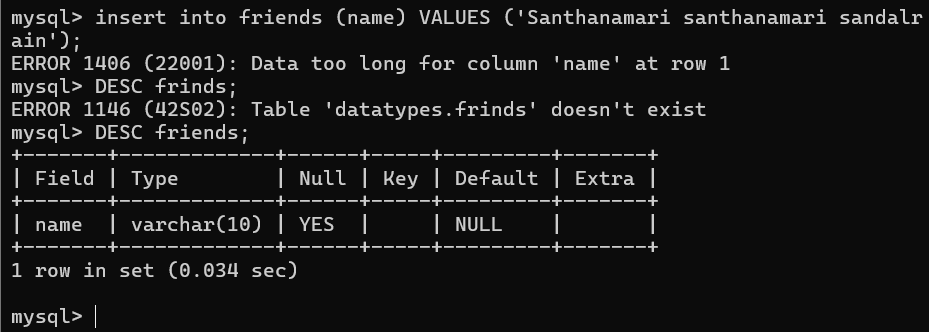 mysql> insert into friends (name) VALUES ('Santhanamari santhanamari sandalr
ain');
ERROR 1406 (22001): Data too long for column 'name' at row 1
mysql> DESC frinds;
ERROR 1146 (42S02): Table 'datatypes.frinds' doesn't exist
mysql> DESC friends;
+-------+-------------+------+-----+---------+-------+
| Field | Type        | Null | Key | Default | Extra |
+-------+-------------+------+-----+---------+-------+
| name  | varchar(10) | YES  |     | NULL    |       |
+-------+-------------+------+-----+---------+-------+
1 row in set (0.034 sec)
mysql>